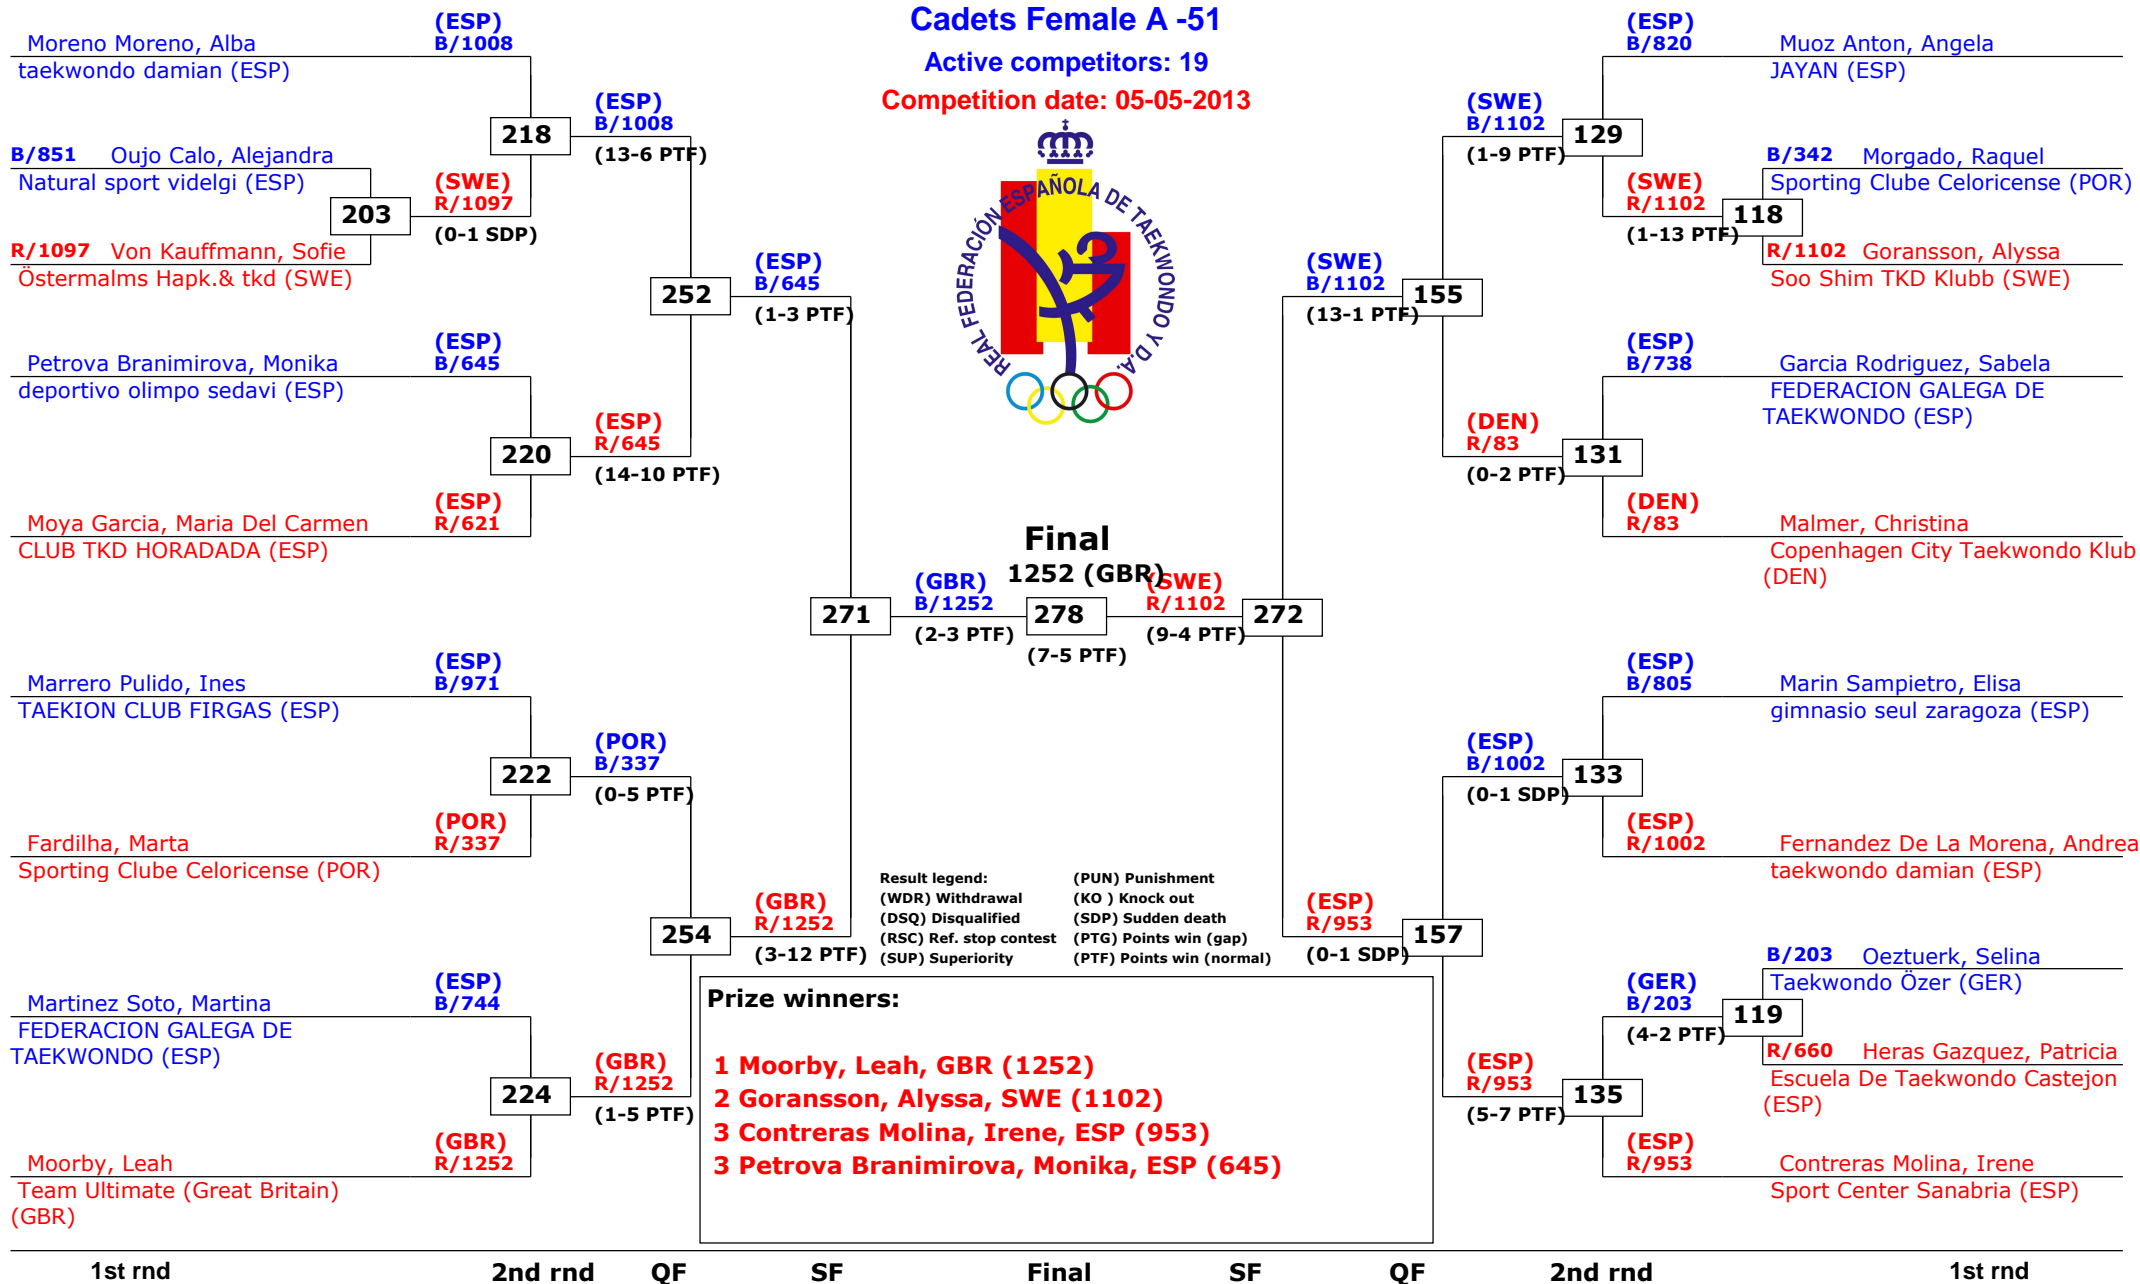 Cadets Female A -51
Active competitors: 19
Competition date: 05-05-2013
REAL FEDERACIÓN ESPAÑOLA DE TAEKWONDO Y D.A.
(ESP)
Moreno Moreno, Alba B/1008
taekwondo damian (ESP)
(ESP)
B/1008
218
(13-6 PTF)
B/851 Oujo Calo, Alejandra
Natural sport videlgi (ESP)
203
(SWE)
R/1097
(0-1 SDP)
R/1097 Von Kauffmann, Sofie
Östermalms Hapk.& tkd (SWE)
252
(ESP)
B/645
(1-3 PTF)
(ESP)
Petrova Branimirova, Monika B/645
deportivo olimpo sedavi (ESP)
220
(ESP)
R/645
(14-10 PTF)
(ESP)
Moya Garcia, Maria Del Carmen R/621
CLUB TKD HORADADA (ESP)
271
(GBR)
B/1252
(2-3 PTF)
(ESP)
Marrero Pulido, Ines B/971
TAEKION CLUB FIRGAS (ESP)
222
(POR)
B/337
(0-5 PTF)
(POR)
Fardilha, Marta R/337
Sporting Clube Celoricense (POR)
254
(GBR)
R/1252
(3-12 PTF)
(ESP)
Martinez Soto, Martina B/744
FEDERACION GALEGA DE
TAEKWONDO (ESP)
224
(GBR)
R/1252
(1-5 PTF)
(GBR)
Moorby, Leah R/1252
Team Ultimate (Great Britain)
(GBR)
Final
1252 (GBR)
278
(7-5 PTF)
(SWE)
R/1102
(9-4 PTF)
272
(ESP)
B/820 Muoz Anton, Angela
JAYAN (ESP)
(SWE)
B/1102
129
(1-9 PTF)
B/342 Morgado, Raquel
Sporting Clube Celoricense (POR)
(SWE)
R/1102
118
(1-13 PTF)
R/1102 Goransson, Alyssa
Soo Shim TKD Klubb (SWE)
(SWE)
B/1102
155
(13-1 PTF)
(ESP)
B/738 Garcia Rodriguez, Sabela
FEDERACION GALEGA DE
TAEKWONDO (ESP)
(DEN)
R/83
131
(0-2 PTF)
(DEN)
R/83 Malmer, Christina
Copenhagen City Taekwondo Klub
(DEN)
(ESP)
B/805 Marin Sampietro, Elisa
gimnasio seul zaragoza (ESP)
(ESP)
B/1002
133
(0-1 SDP)
(ESP)
R/1002 Fernandez De La Morena, Andrea
taekwondo damian (ESP)
(ESP)
R/953
157
(0-1 SDP)
B/203 Oeztuerk, Selina
Taekwondo Özer (GER)
(GER)
B/203
119
(4-2 PTF)
R/660 Heras Gazquez, Patricia
Escuela De Taekwondo Castejon
(ESP)
(ESP)
R/953
135
(5-7 PTF)
(ESP)
R/953 Contreras Molina, Irene
Sport Center Sanabria (ESP)
Result legend: (PUN) Punishment
(WDR) Withdrawal (KO ) Knock out
(DSQ) Disqualified (SDP) Sudden death
(RSC) Ref. stop contest (PTG) Points win (gap)
(SUP) Superiority (PTF) Points win (normal)
Prize winners:
1 Moorby, Leah, GBR (1252)
2 Goransson, Alyssa, SWE (1102)
3 Contreras Molina, Irene, ESP (953)
3 Petrova Branimirova, Monika, ESP (645)
1st rnd 2nd rnd QF SF Final SF QF 2nd rnd 1st rnd